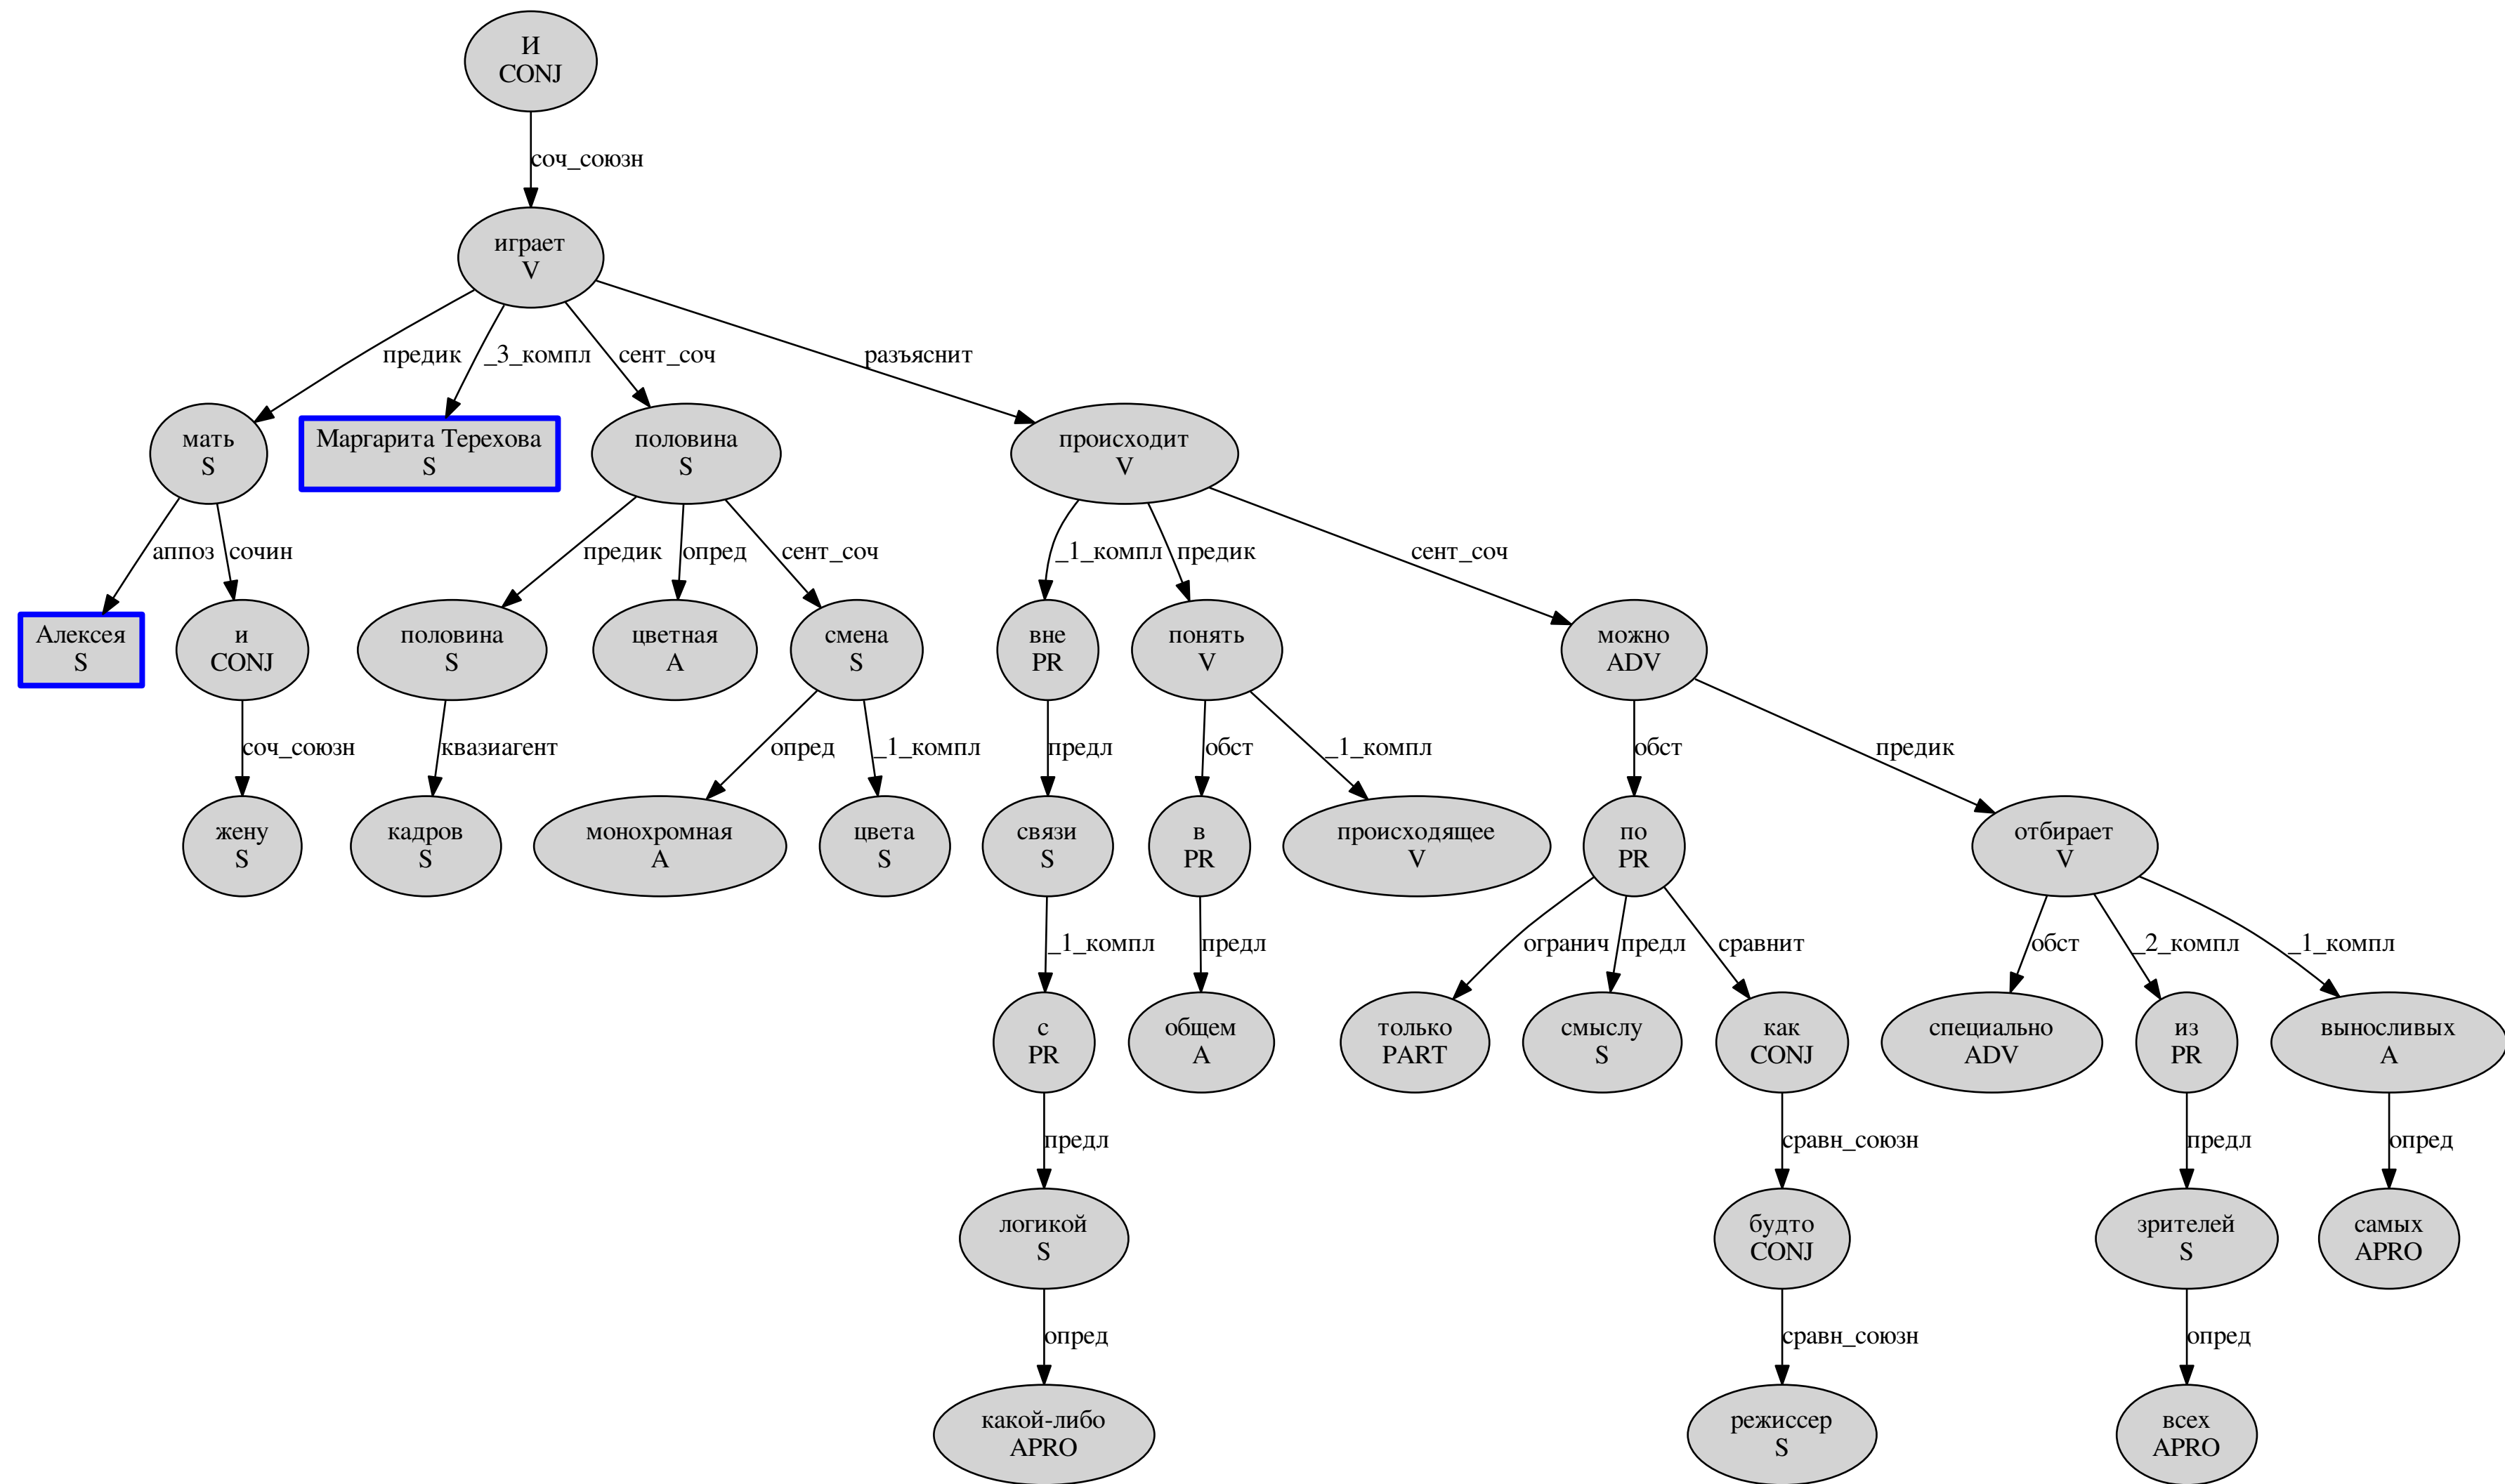 И
CONJ
соч_союзн
играет
V
предик
_3_компл
сент_соч
разъяснит
мать
S
Маргарита Терехова
S
половина
S
происходит
V
аппоз
сочин
предик
опред
сент_соч
_1_компл
предик
сент_соч
Алексея
S
и
CONJ
половина
S
цветная
A
смена
S
вне
PR
понять
V
можно
ADV
соч_союзн
квазиагент
опред
_1_компл
предл
обст
_1_компл
обст
предик
жену
S
кадров
S
монохромная
A
цвета
S
связи
S
в
PR
происходящее
V
по
PR
отбирает
V
_1_компл
предл
огранич
предл
сравнит
обст
_2_компл
_1_компл
с
PR
общем
A
только
PART
смыслу
S
как
CONJ
специально
ADV
из
PR
выносливых
A
предл
сравн_союзн
предл
опред
логикой
S
будто
CONJ
зрителей
S
самых
APRO
опред
сравн_союзн
опред
какой-либо
APRO
режиссер
S
всех
APRO